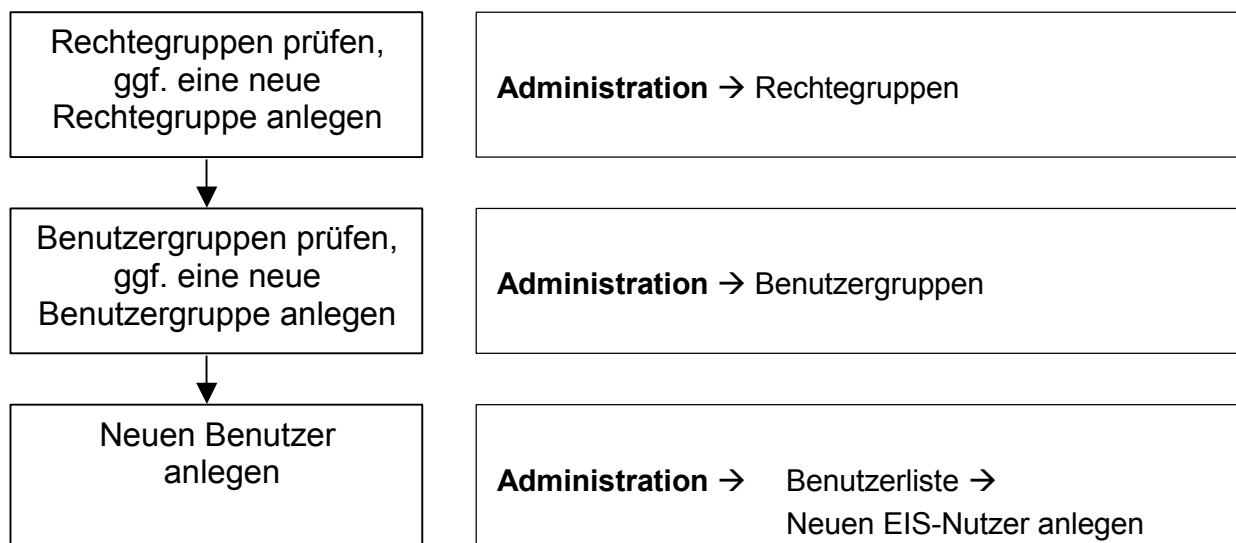 Rechtegruppen prüfen,
ggf. eine neue
Rechtegruppe anlegen
Administration → Rechtegruppen
Benutzergruppen prüfen,
ggf. eine neue
Benutzergruppe anlegen
Administration → Benutzergruppen
Neuen Benutzer
anlegen
Administration → Benutzerliste →
Neuen EIS-Nutzer anlegen